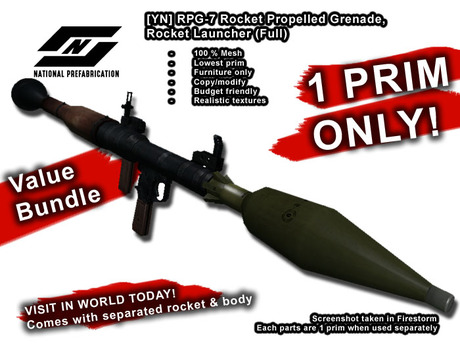 [YN] RPG-7 Rocket Propelled Grenade,
Rocket Launcher (Full)
NATIONAL PREFABRICATION
100 % Mesh
Lowest prim
Furniture only
Copy/modify
Budget friendly
Realistic textures
1 PRIM
ONLY!
Value
Bundle
VISIT IN WORLD TODAY!
Comes with separated rocket & body
Screenshot taken in Firestorm
Each parts are 1 prim when used separately